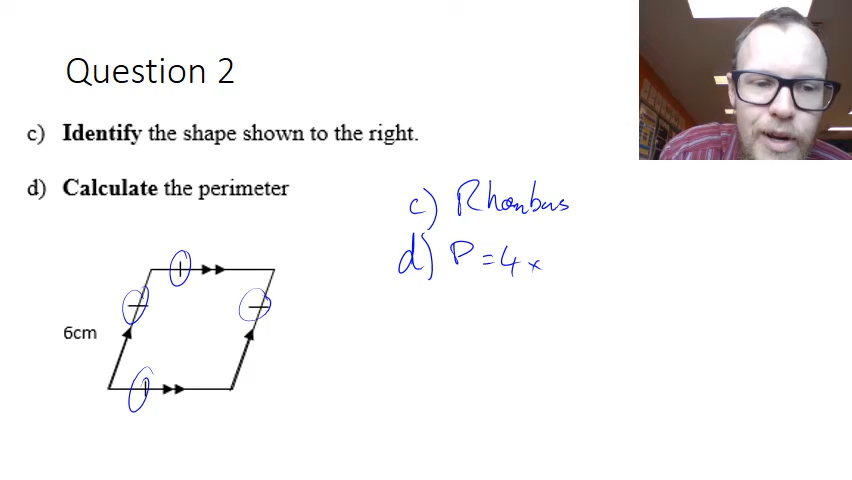 Question 2
c) Identify the shape shown to the right.
d) Calculate the perimeter
c) Rhombus
d) P = 4 ×
6cm